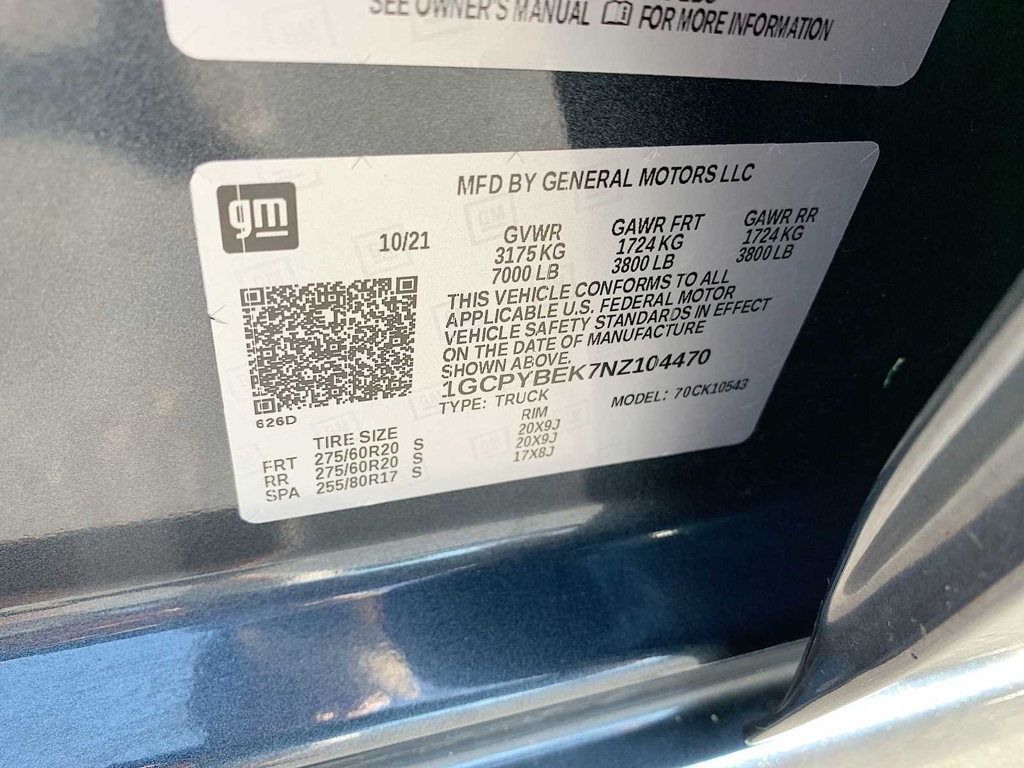 SEE OWNER'S MANUAL FOR MORE INFORMATION
MFD BY GENERAL MOTORS LLC
gm
10/21
GVWR GAWR FRT GAWR RR
3175 KG 1724 KG 1724 KG
7000 LB 3800 LB 3800 LB
THIS VEHICLE CONFORMS TO ALL
APPLICABLE U.S. FEDERAL MOTOR
VEHICLE SAFETY STANDARDS IN EFFECT
ON THE DATE OF MANUFACTURE
SHOWN ABOVE.
1GCPYBEK7NZ104470
TYPE: TRUCK MODEL: 70CK10543
626D
TIRE SIZE RIM
FRT 275/60R20 S 20X9J
RR 275/60R20 S 20X9J
SPA 255/80R17 S 17X8J